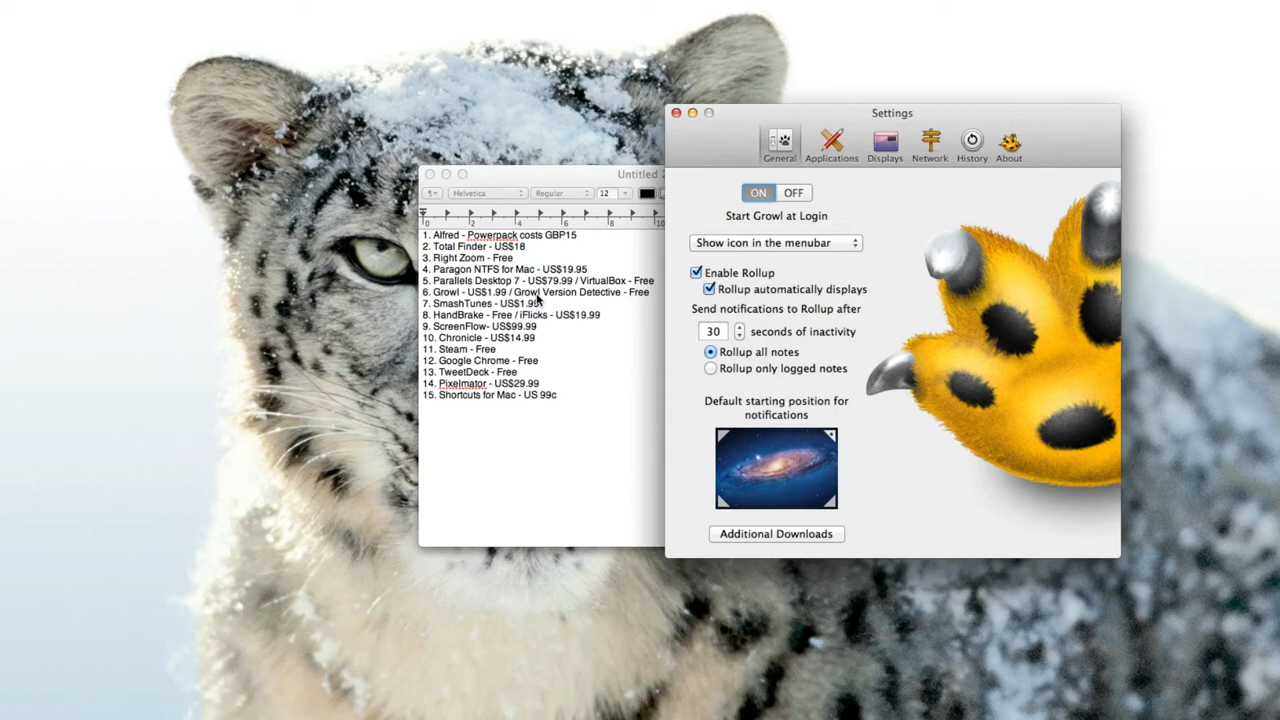 Untitled 2
Helvetica
Regular
12
0 2 4 6 8 10
1. Alfred - Powerpack costs GBP15
2. Total Finder - US$18
3. Right Zoom - Free
4. Paragon NTFS for Mac - US$19.95
5. Parallels Desktop 7 - US$79.99 / VirtualBox - Free
6. Growl - US$1.99 / Growl Version Detective - Free
7. SmashTunes - US$1.99
8. HandBrake - Free / iFlicks - US$19.99
9. ScreenFlow- US$99.99
10. Chronicle - US$14.99
11. Steam - Free
12. Google Chrome - Free
13. TweetDeck - Free
14. Pixelmator - US$29.99
15. Shortcuts for Mac - US 99c
Settings
General Applications Displays Network History About
ON OFF
Start Growl at Login
Show icon in the menubar
Enable Rollup
Rollup automatically displays
Send notifications to Rollup after
30 seconds of inactivity
Rollup all notes
Rollup only logged notes
Default starting position for
notifications
Additional Downloads